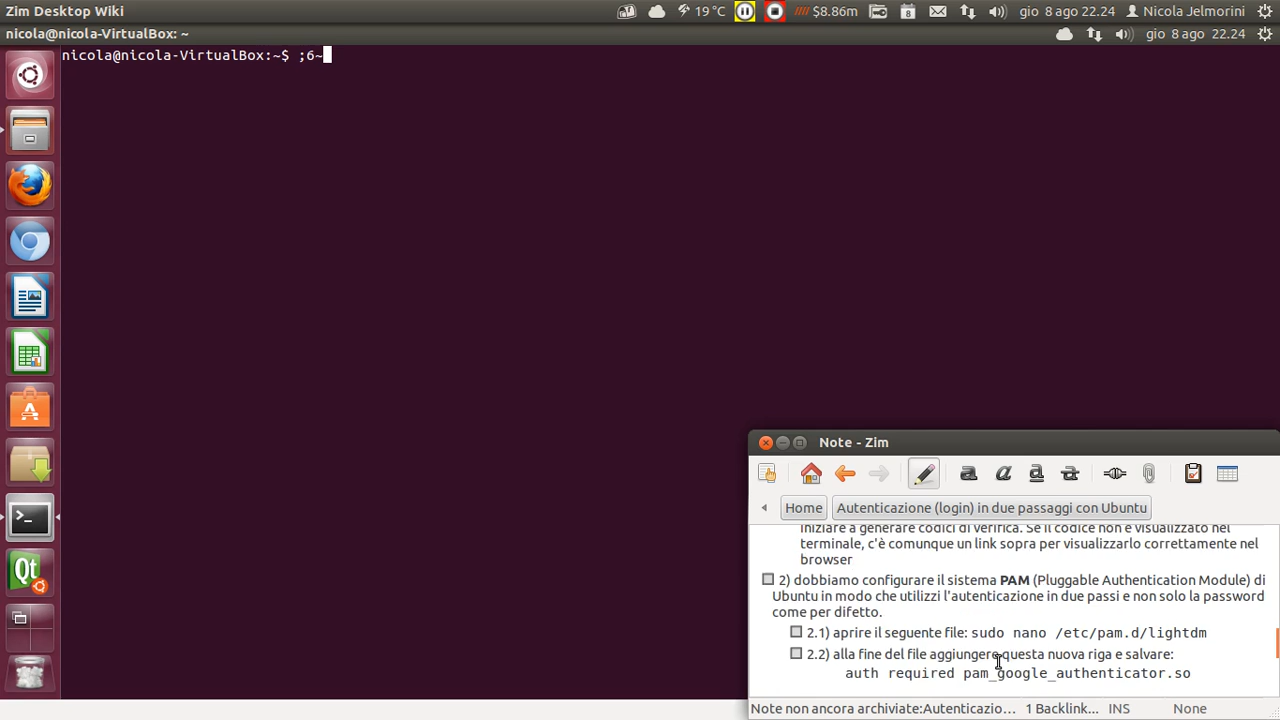 Zim Desktop Wiki
19 °C
$8.86m
8
gio 8 ago 22.24
Nicola Jelmorini
nicola@nicola-VirtualBox: ~
gio 8 ago 22.24
nicola@nicola-VirtualBox:~$ ;6~
Note - Zim
Home
Autenticazione (login) in due passaggi con Ubuntu
iniziare a generare codici di verifica. Se il codice non è visualizzato nel
terminale, c'è comunque un link sopra per visualizzarlo correttamente nel
browser
2) dobbiamo configurare il sistema PAM (Pluggable Authentication Module) di
Ubuntu in modo che utilizzi l'autenticazione in due passi e non solo la password
come per difetto.
2.1) aprire il seguente file: sudo nano /etc/pam.d/lightdm
2.2) alla fine del file aggiungere questa nuova riga e salvare:
auth required pam_google_authenticator.so
Note non ancora archiviate:Autenticazio... 1 Backlink... INS None